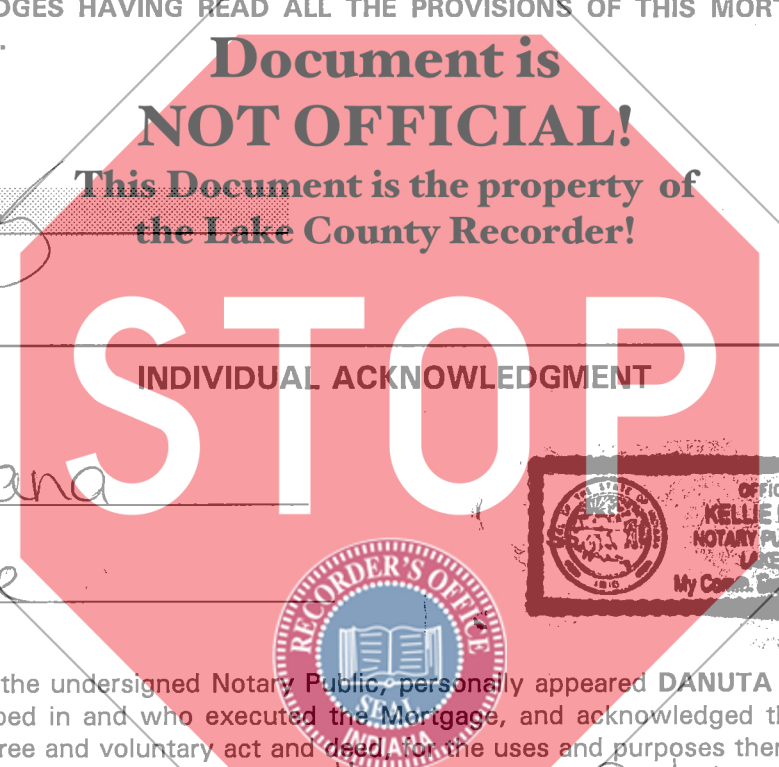 DGES HAVING READ ALL THE PROVISIONS OF THIS MORT
Document is
NOT OFFICIAL!
This Document is the property of
the Lake County Recorder!
STOP
INDIVIDUAL ACKNOWLEDGMENT
ana
e
KELLIE
NOTARY PU
LAKE
My Comm.
RECORDER'S OFFICE
SEAL
INDIANA
the undersigned Notary Public, personally appeared DANUTA
bed in and who executed the Mortgage, and acknowledged th
ree and voluntary act and deed, for the uses and purposes ther